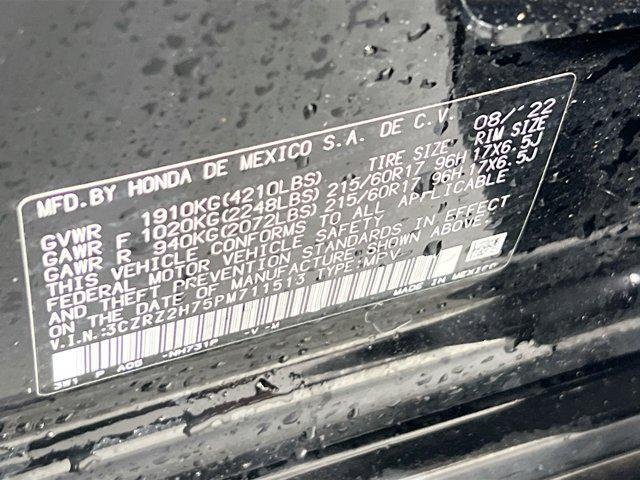 MFD. BY HONDA DE MEXICO S.A. DE C.V. 08/'22
TIRE SIZE RIM SIZE
GVWR 1910KG(4210LBS)
GAWR F 1020KG(2248LBS) 215/60R17 96H 17X6.5J
GAWR R 940KG(2072LBS) 215/60R17 96H 17X6.5J
THIS VEHICLE CONFORMS TO ALL APPLICABLE
FEDERAL MOTOR VEHICLE SAFETY
AND THEFT PREVENTION STANDARDS IN EFFECT
ON THE DATE OF MANUFACTURE SHOWN ABOVE.
V.I.N.:3CZRZ2H75PM711513 TYPE:MPV
3W1 P A0B -NH731P -V -M MADE IN MEXICO